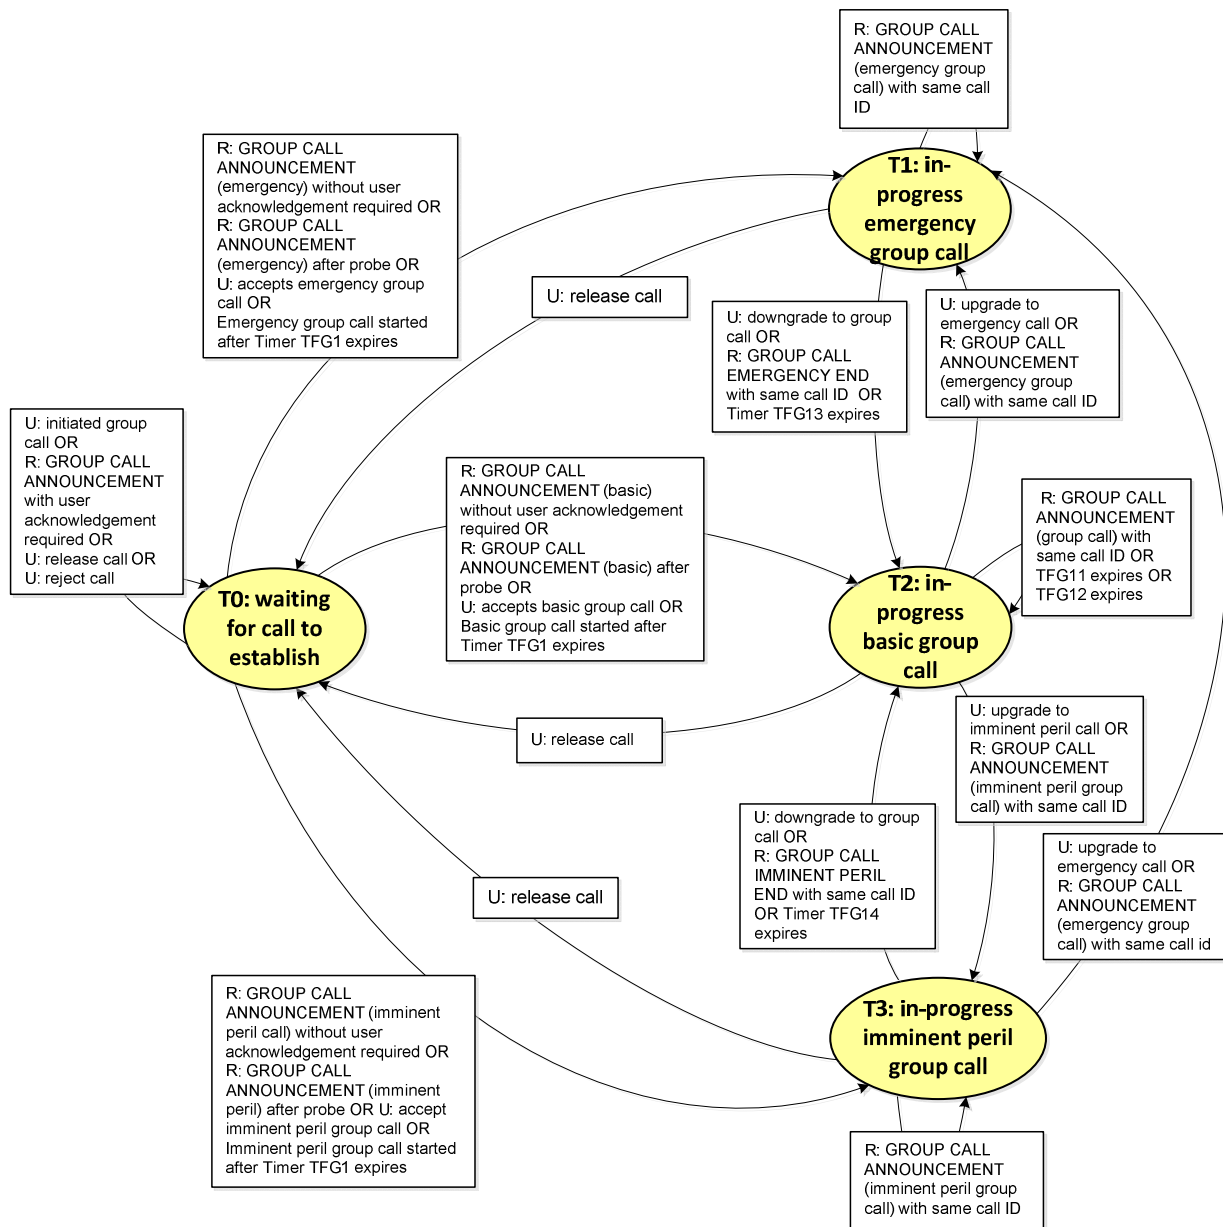 R: GROUP CALL
ANNOUNCEMENT
(emergency group
call) with same call
ID
R: GROUP CALL
ANNOUNCEMENT
(emergency) without user
acknowledgement required OR
R: GROUP CALL
ANNOUNCEMENT
(emergency) after probe OR
U: accepts emergency group
call OR
Emergency group call started
after Timer TFG1 expires
T1: in-
progress
emergency
group call
U: release call
U: downgrade to group
call OR
R: GROUP CALL
EMERGENCY END
with same call ID  OR
Timer TFG13 expires
U: upgrade to
emergency call OR
R: GROUP CALL
ANNOUNCEMENT
(emergency group
call) with same call ID
U: initiated group
call OR
R: GROUP CALL
ANNOUNCEMENT
with user
acknowledgement
required OR
U: release call OR
U: reject call
R: GROUP CALL
ANNOUNCEMENT (basic)
without user acknowledgement
required OR
R: GROUP CALL
ANNOUNCEMENT (basic) after
probe OR
U: accepts basic group call OR
Basic group call started after
Timer TFG1 expires
R: GROUP CALL
ANNOUNCEMENT
(group call) with
same call ID OR
TFG11 expires OR
TFG12 expires
T0: waiting
for call to
establish
T2: in-
progress
basic group
call
U: release call
U: upgrade to
imminent peril call OR
R: GROUP CALL
ANNOUNCEMENT
(imminent peril group
call) with same call ID
U: downgrade to group
call OR
R: GROUP CALL
IMMINENT PERIL
END with same call ID
OR Timer TFG14
expires
U: upgrade to
emergency call OR
R: GROUP CALL
ANNOUNCEMENT
(emergency group
call) with same call id
U: release call
R: GROUP CALL
ANNOUNCEMENT (imminent
peril call) without user
acknowledgement required OR
R: GROUP CALL
ANNOUNCEMENT (imminent
peril) after probe OR U: accept
imminent peril group call OR
Imminent peril group call started
after Timer TFG1 expires
T3: in-progress
imminent peril
group call
R: GROUP CALL
ANNOUNCEMENT
(imminent peril group
call) with same call ID